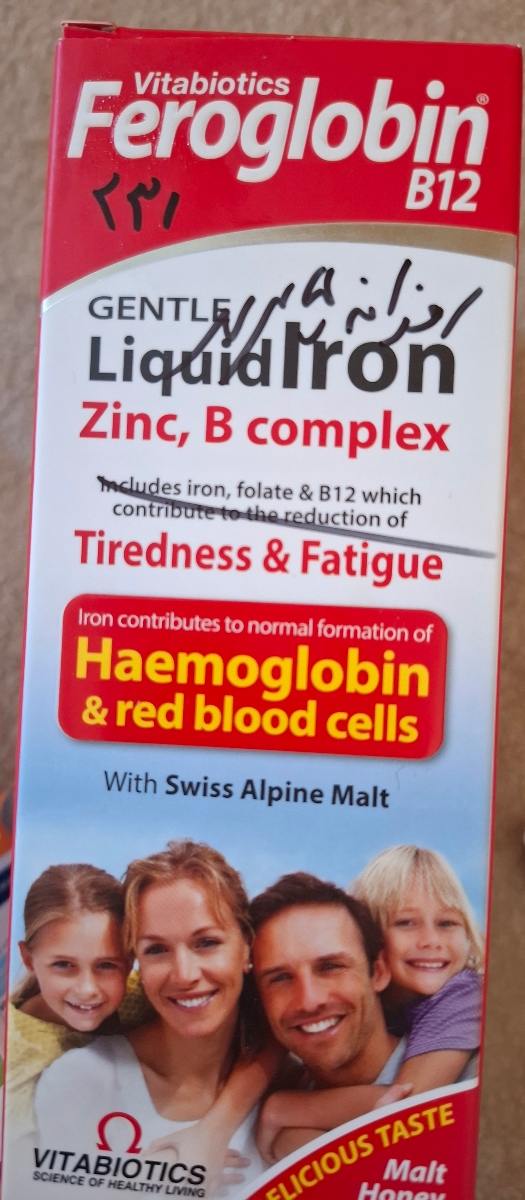 Vitabiotics
Feroglobin®
B12
۲۳۱
GENTLE
Liquid Iron
Zinc, B complex
Includes iron, folate & B12 which
contribute to the reduction of
Tiredness & Fatigue
Iron contributes to normal formation of
Haemoglobin
& red blood cells
With Swiss Alpine Malt
VITABIOTICS
SCIENCE OF HEALTHY LIVING
ELICIOUS TASTE
Malt
Honey